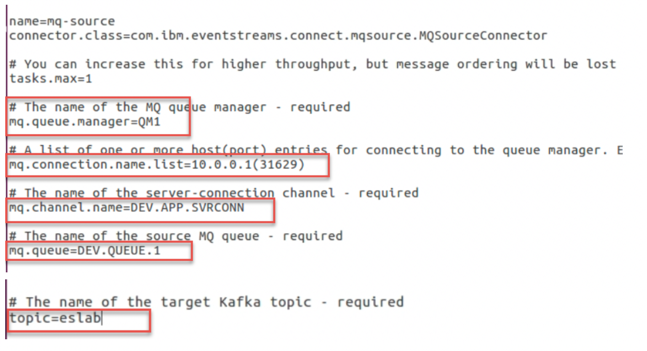 name=mq-source
connector.class=com.ibm.eventstreams.connect.mqsource.MQSourceConnector
# You can increase this for higher throughput, but message ordering will be lost
tasks.max=1
# The name of the MQ queue manager - required
mq.queue.manager=QM1
# A list of one or more host(port) entries for connecting to the queue manager. E
mq.connection.name.list=10.0.0.1(31629)
# The name of the server-connection channel - required
mq.channel.name=DEV.APP.SVRCONN
# The name of the source MQ queue - required
mq.queue=DEV.QUEUE.1
# The name of the target Kafka topic - required
topic=eslab